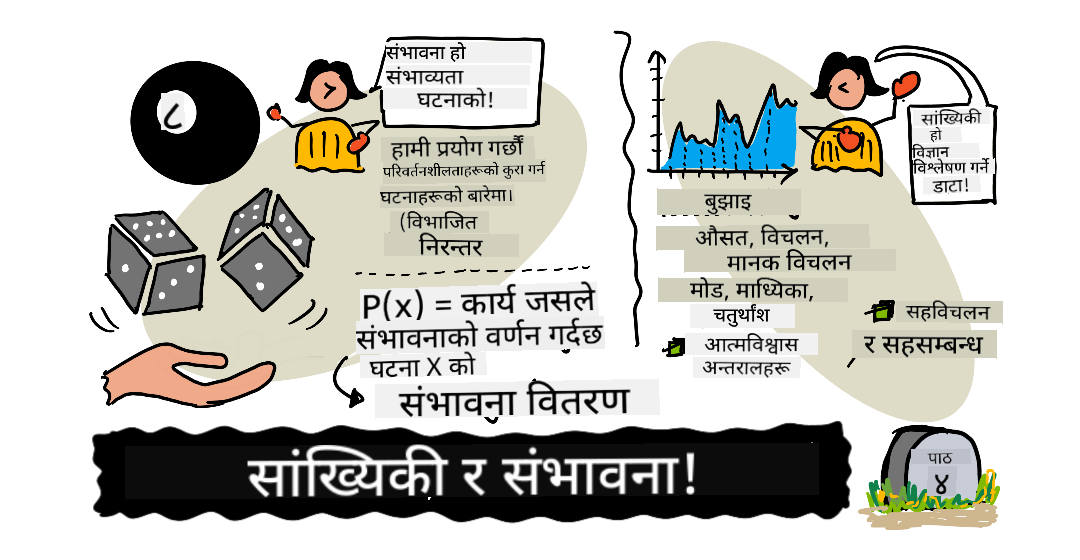 ८
संभावना हो
संभाव्यता
घटनाको!
हामी प्रयोग गर्छौं
परिवर्तनशीलताहरूको कुरा गर्न
घटनाहरूको बारेमा।
(विभाजित
निरन्तर
P(x) = कार्य जसले
संभावनाको वर्णन गर्दछ
घटना X को
संभावना वितरण
सांख्यिकी
हो
विज्ञान
विश्लेषण गर्ने
डाटा!
बुझाइ
औसत, विचलन,
मानक विचलन
मोड, माध्यिका,
चतुर्थांश
आत्मविश्वास
अन्तरालहरू
सहविचलन
र सहसम्बन्ध
सांख्यिकी र संभावना!
पाठ
४